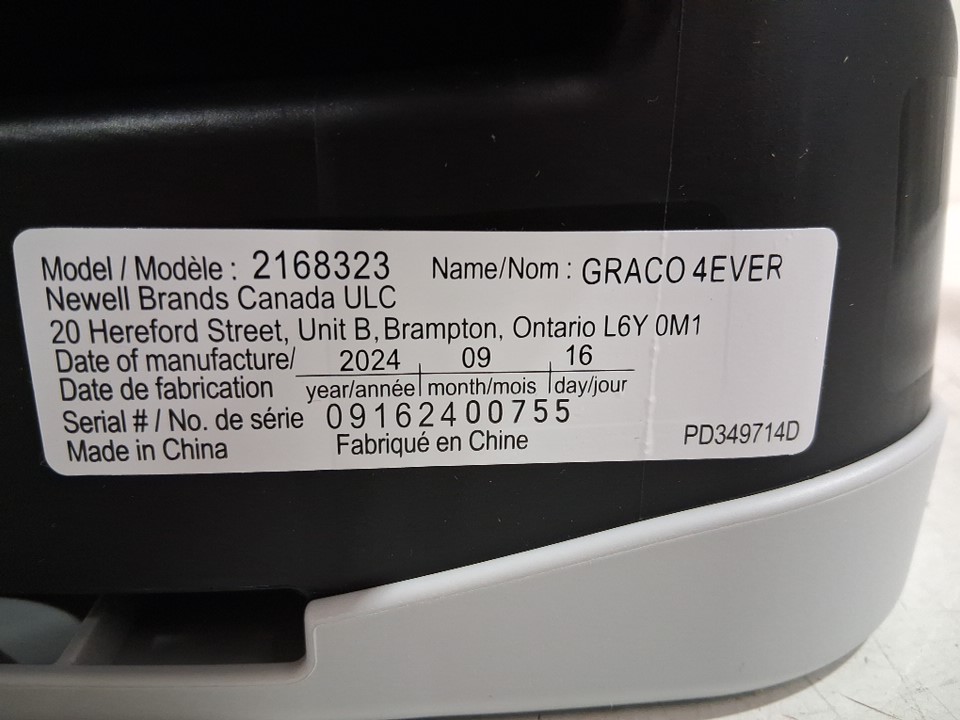 Model / Modèle : 2168323 Name/Nom : GRACO 4EVER
Newell Brands Canada ULC
20 Hereford Street, Unit B, Brampton, Ontario L6Y 0M1
Date of manufacture/ 2024 09 16
Date de fabrication year/année month/mois day/jour
Serial # / No. de série 09162400755
Made in China Fabriqué en Chine PD349714D